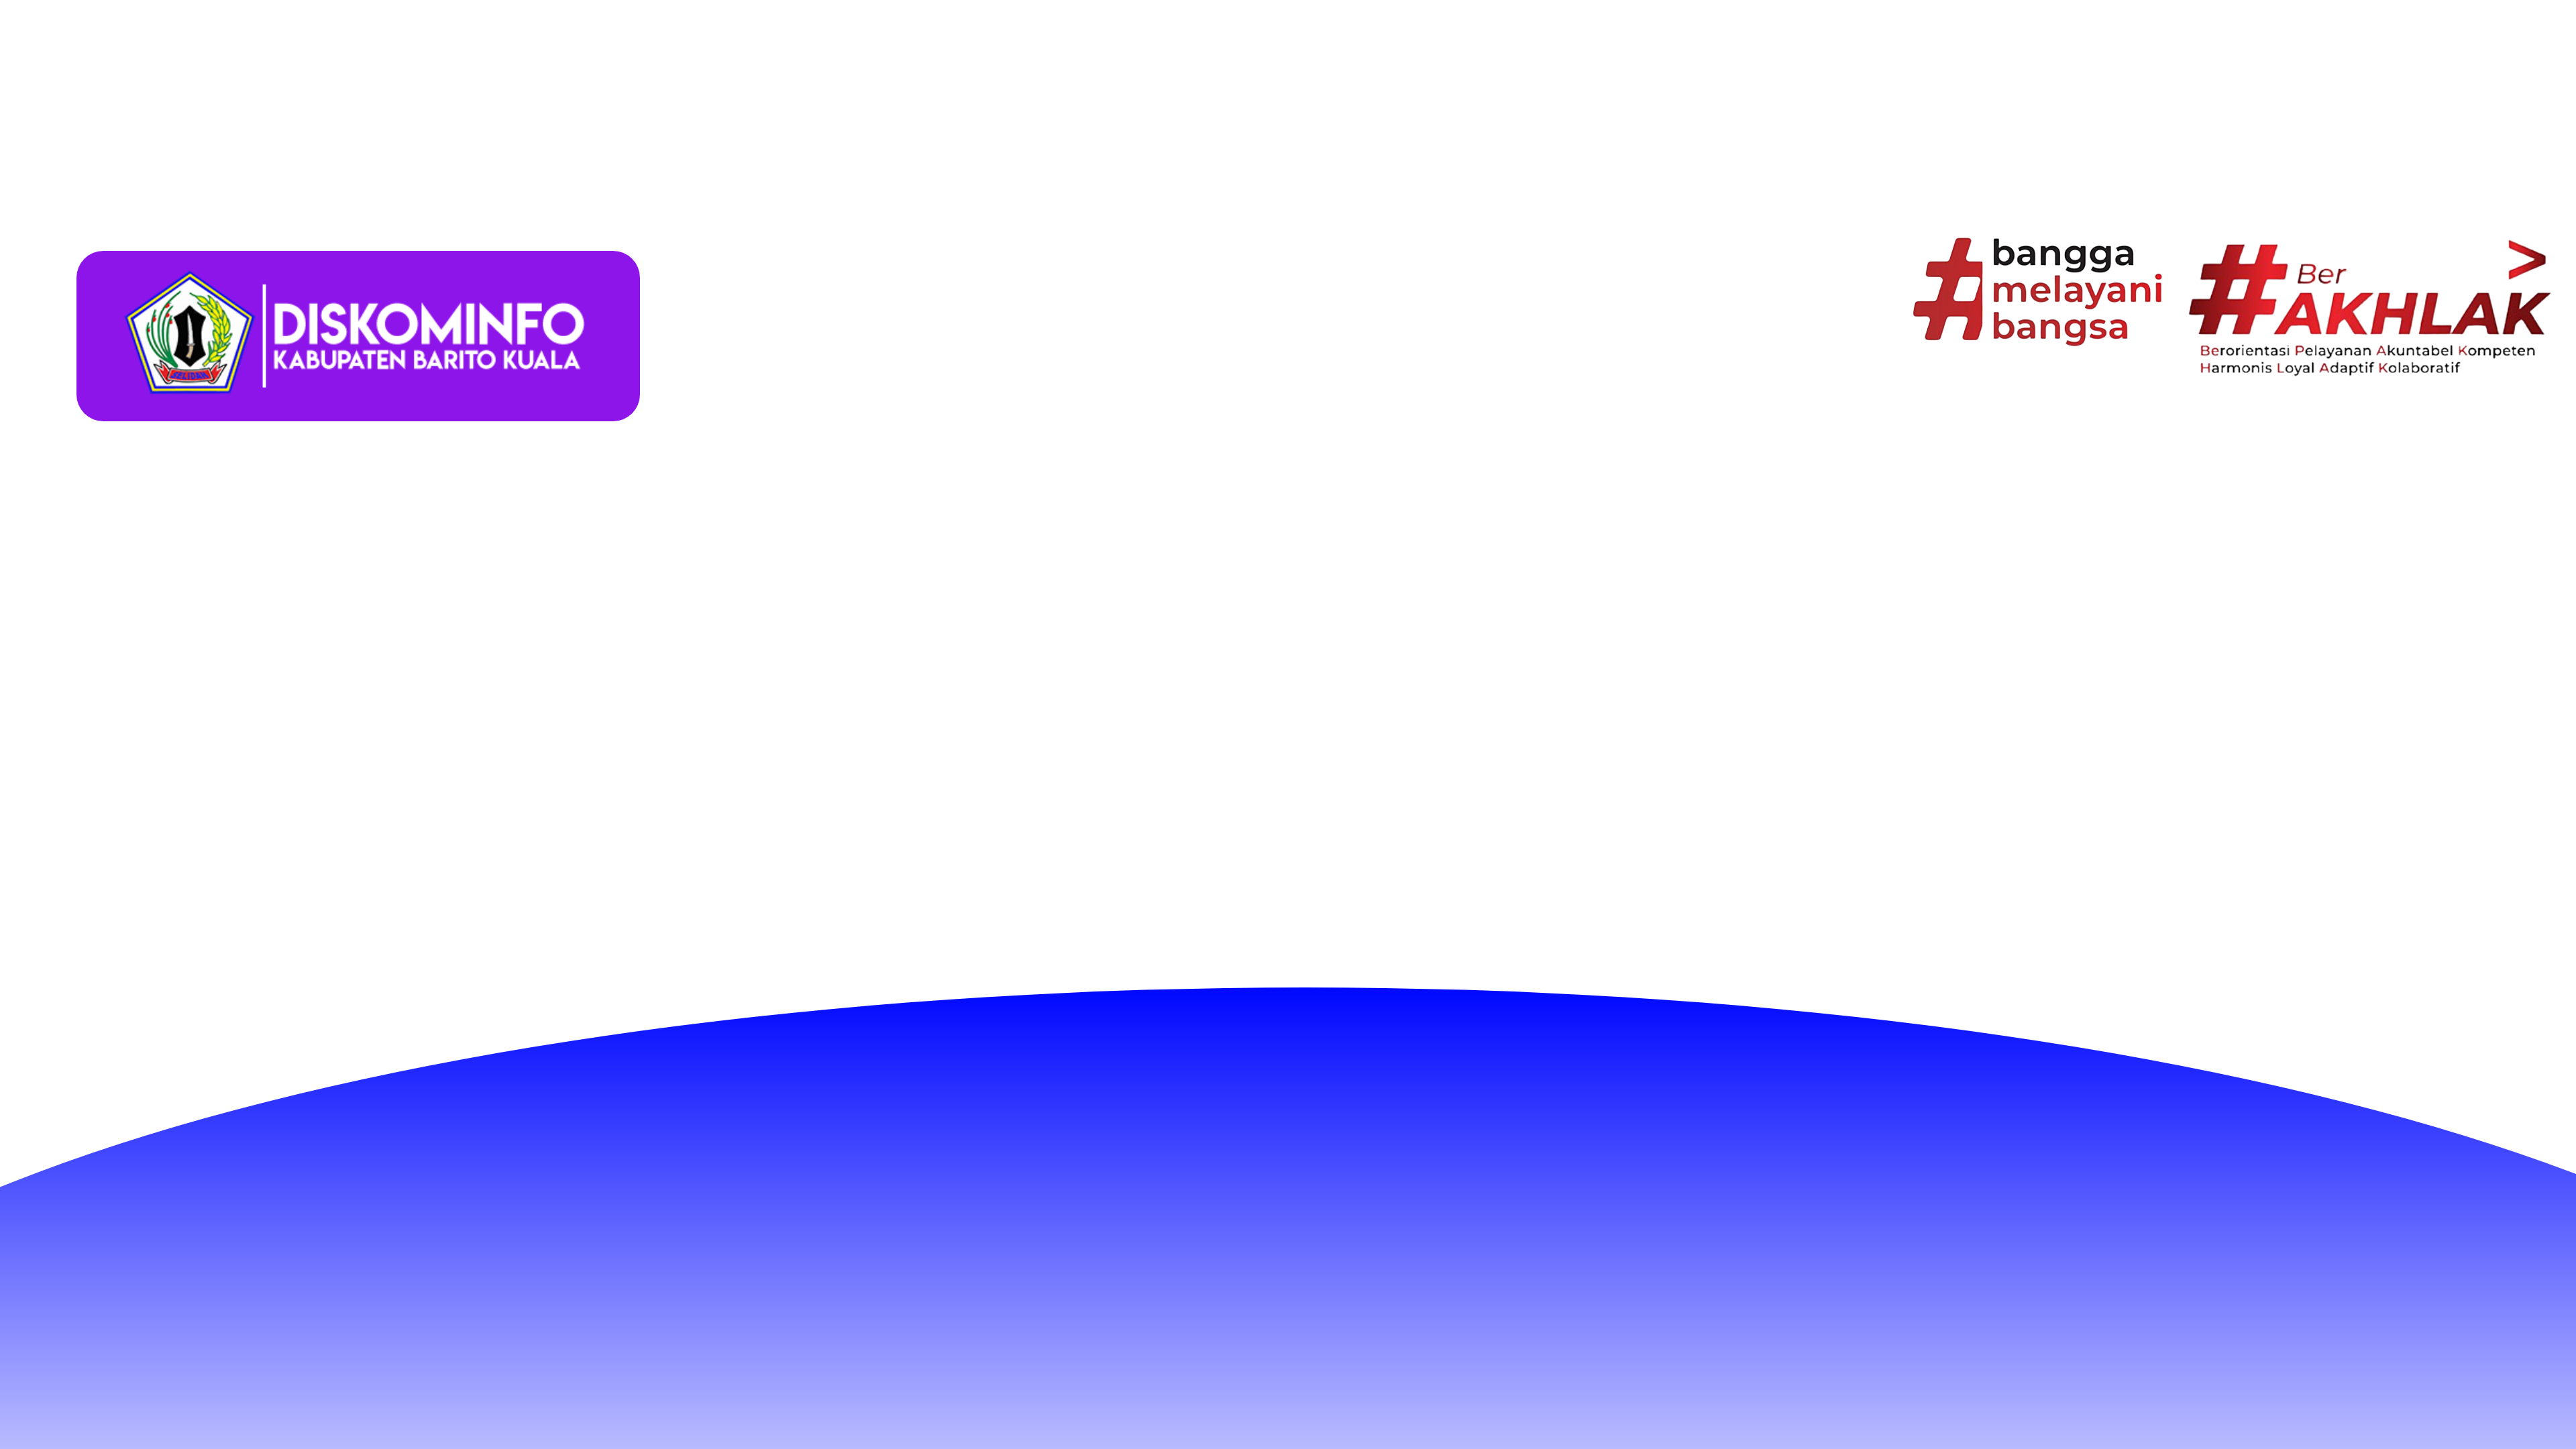 DISKOMINFO
KABUPATEN BARITO KUALA
#bangga
melayani
bangsa
#BerAKHLAK>
Berorientasi Pelayanan Akuntabel Kompeten
Harmonis Loyal Adaptif Kolaboratif